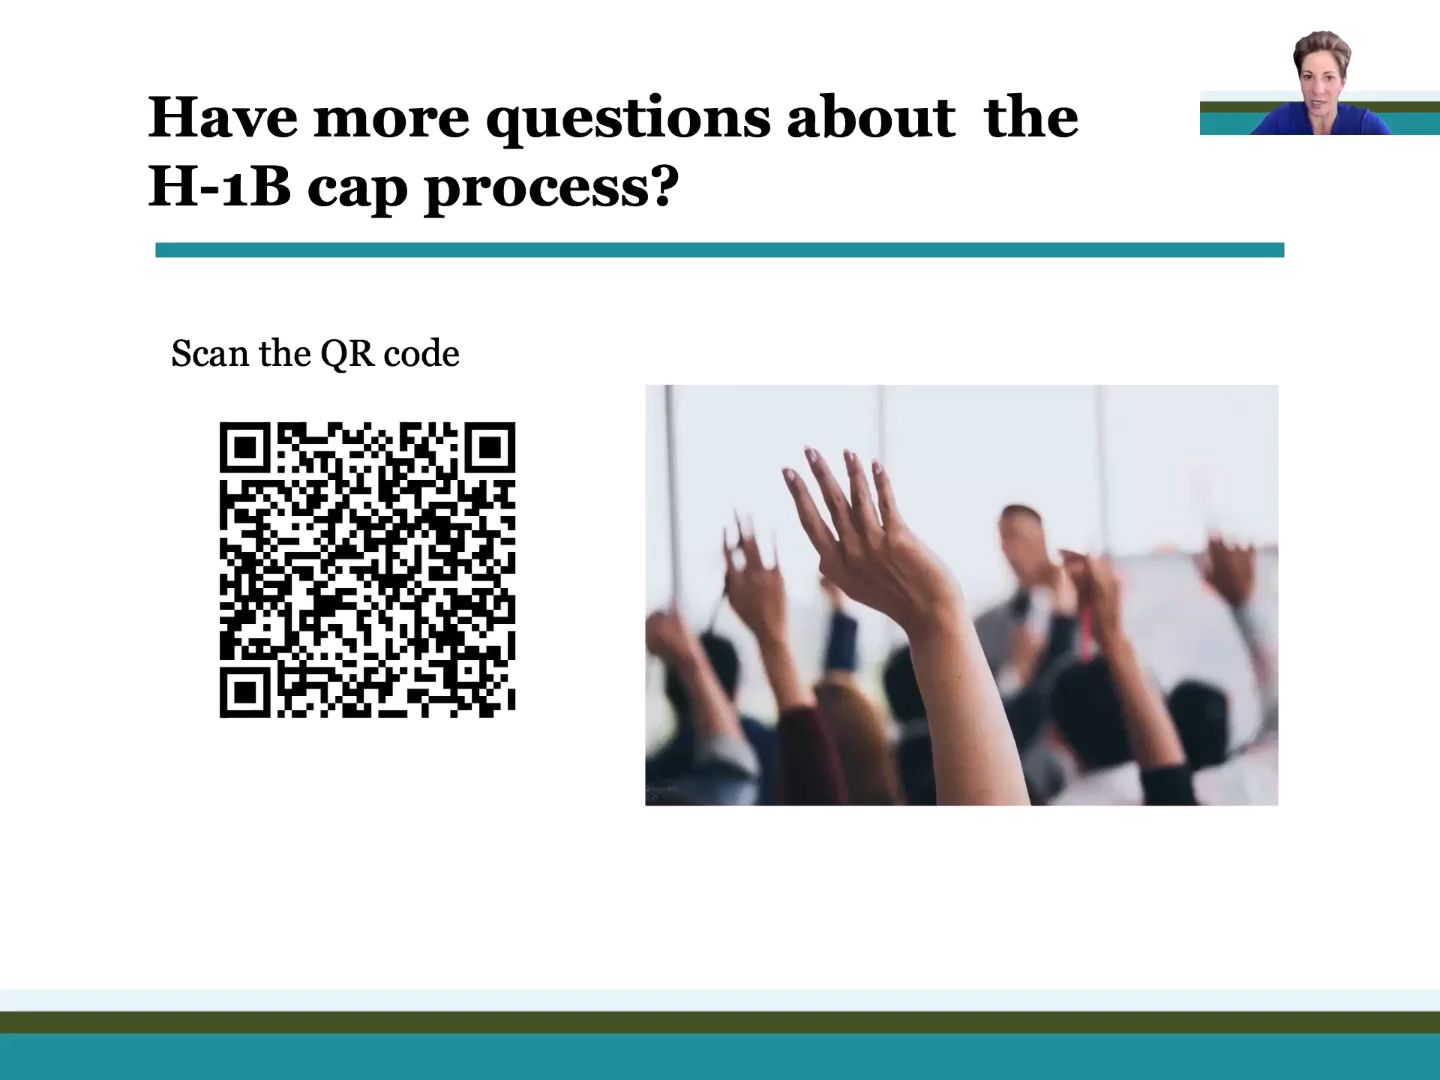 Have more questions about  the
H-1B cap process?
Scan the QR code